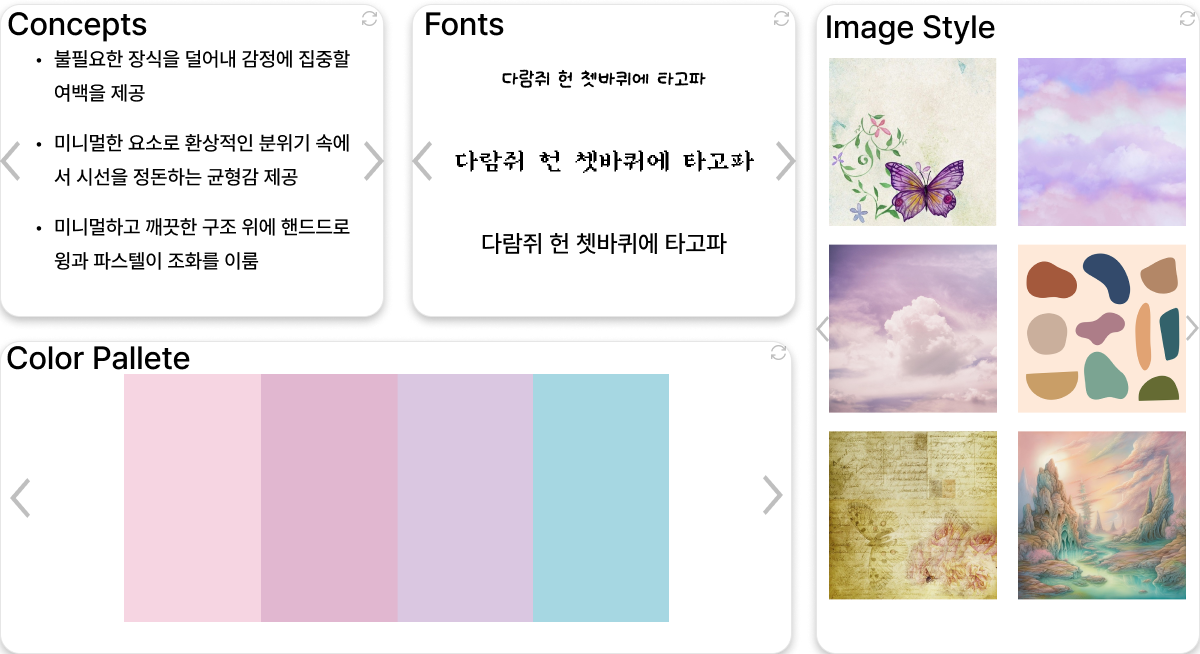 Concepts
• 불필요한 장식을 덜어내 감정에 집중할
여백을 제공
• 미니멀한 요소로 환상적인 분위기 속에
서 시선을 정돈하는 균형감 제공
• 미니멀하고 깨끗한 구조 위에 핸드드로
윙과 파스텔이 조화를 이룸
Fonts
다람쥐 헌 쳇바퀴에 타고파
다람쥐 헌 쳇바퀴에 타고파
다람쥐 헌 쳇바퀴에 타고파
Color Pallete
Image Style